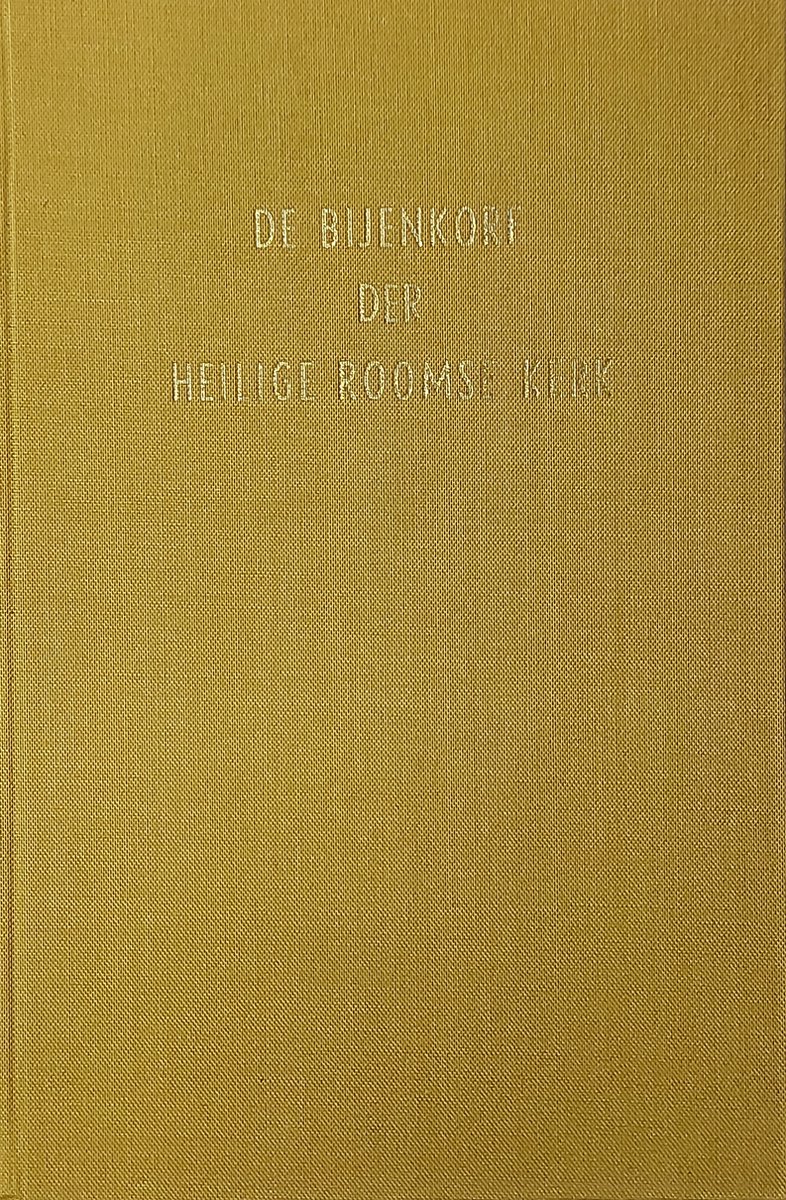 DE BIJENKORF
DER
HEILIGE ROOMSE KERK